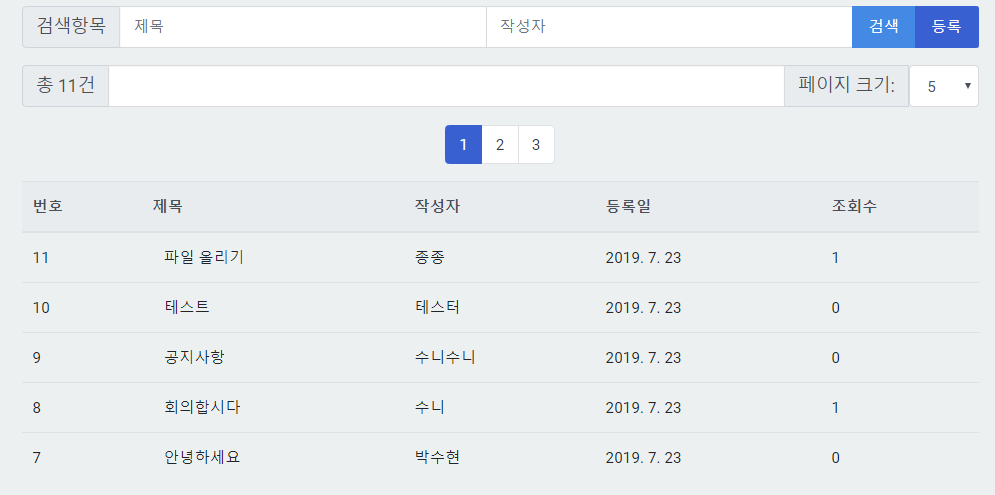 검색항목 제목 작성자 검색 등록
총 11건 페이지 크기: 5
1 2 3
번호 제목 작성자 등록일 조회수
11 파일 올리기 종종 2019. 7. 23 1
10 테스트 테스터 2019. 7. 23 0
9 공지사항 수니수니 2019. 7. 23 0
8 회의합시다 수니 2019. 7. 23 1
7 안녕하세요 박수현 2019. 7. 23 0